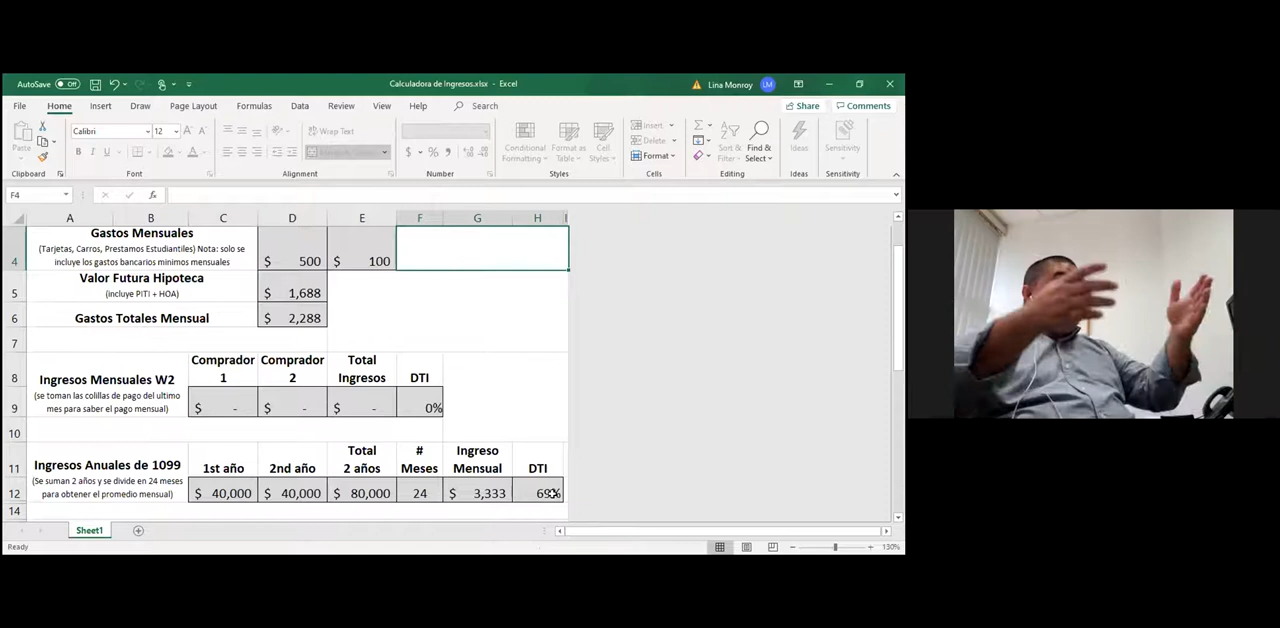 AutoSave Off
Calculadora de Ingresos.xlsx - Excel
Lina Monroy LM
File Home Insert Draw Page Layout Formulas Data Review View Help Search
Share Comments
Paste
Clipboard
Calibri 12
B I U
Font
Wrap Text
Alignment
$ % 9
Number
Conditional Formatting
Format as Table
Cell Styles
Styles
Insert
Delete
Format
Cells
Sort & Filter
Find & Select
Editing
Ideas
Ideas
Sensitivity
Sensitivity
F4 fx
A B C D E F G H I
4 Gastos Mensuales
(Tarjetas, Carros, Prestamos Estudiantiles) Nota: solo se
incluye los gastos bancarios minimos mensuales
$ 500 $ 100
5 Valor Futura Hipoteca
(incluye PITI + HOA)
$ 1,688
6 Gastos Totales Mensual $ 2,288
7
8 Ingresos Mensuales W2
Comprador 1
Comprador 2
Total Ingresos
DTI
9 (se toman las colillas de pago del ultimo
mes para saber el pago mensual)
$ - $ - $ - 0%
10
11 Ingresos Anuales de 1099
1st año
2nd año
Total 2 años
# Meses
Ingreso Mensual
DTI
12 (Se suman 2 años y se divide en 24 meses
para obtener el promedio mensual)
$ 40,000 $ 40,000 $ 80,000 24 $ 3,333 69%
14
Sheet1
Ready
130%